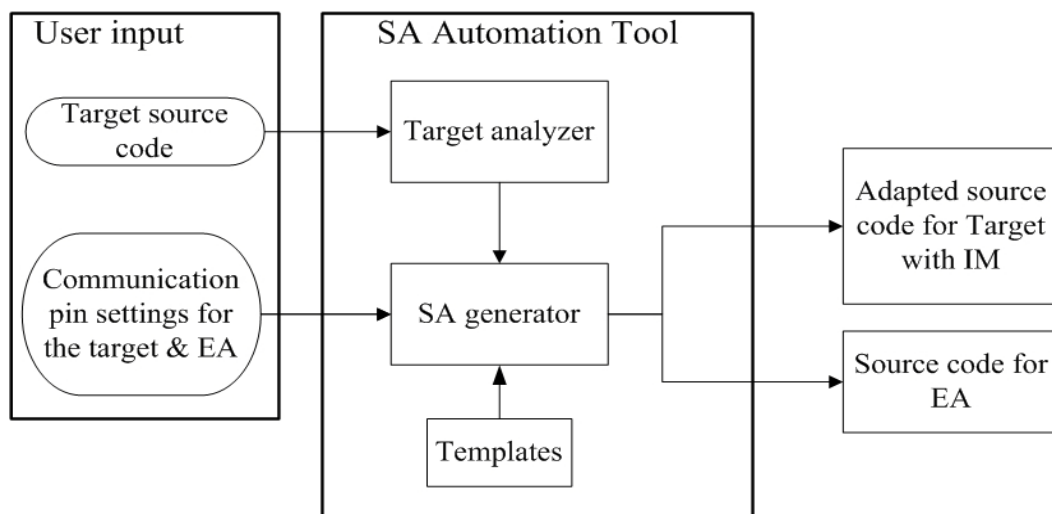 User input
Target source
code
Communication
pin settings for
the target & EA
SA Automation Tool
Target analyzer
SA generator
Templates
Adapted source
code for Target
with IM
Source code for
EA